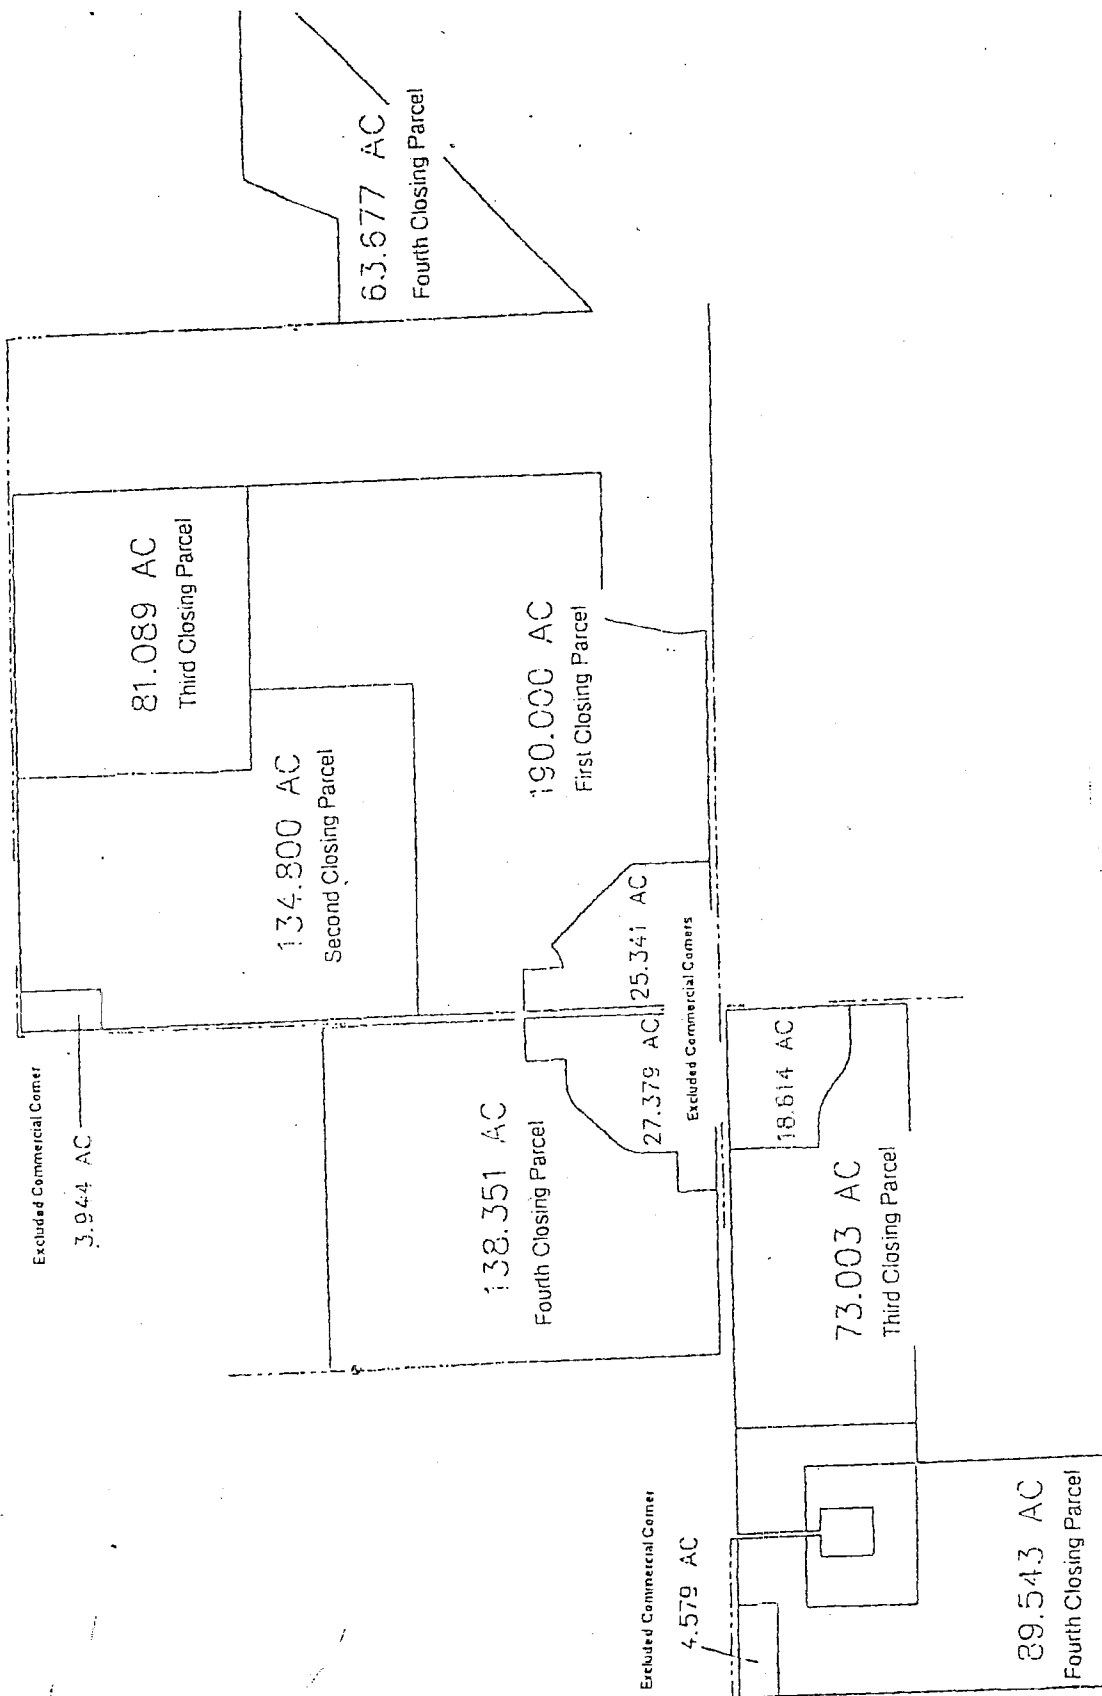 63.677 AC
Fourth Closing Parcel
81.089 AC
Third Closing Parcel
134.800 AC
Second Closing Parcel
190.000 AC
First Closing Parcel
Excluded Commercial Corner
3.944 AC
138.351 AC
Fourth Closing Parcel
27.379 AC
25.341 AC
Excluded Commercial Corners
18.614 AC
73.003 AC
Third Closing Parcel
Excluded Commercial Corner
4.579 AC
89.543 AC
Fourth Closing Parcel